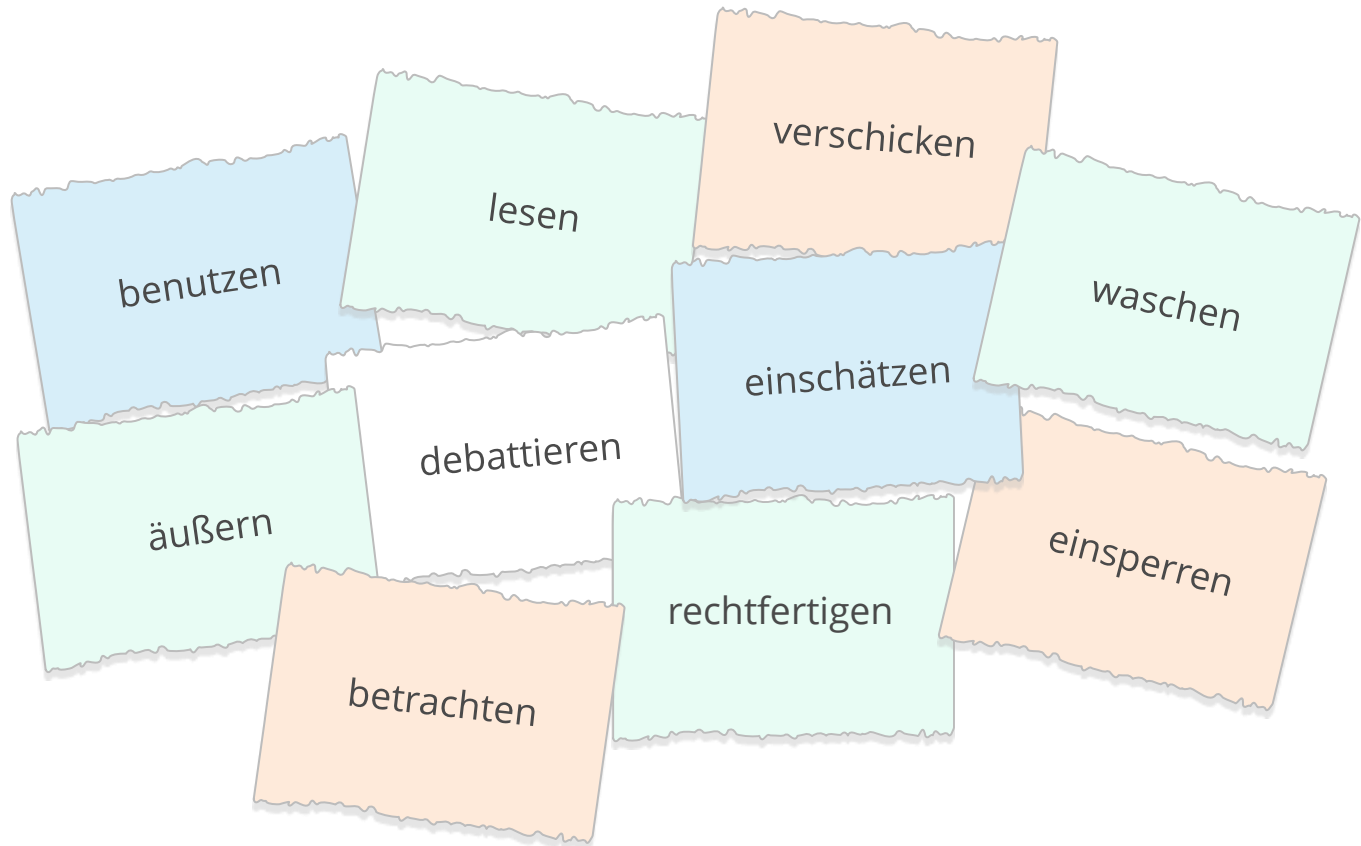 verschicken
lesen
benutzen
waschen
einschätzen
debattieren
äußern
einsperren
rechtfertigen
betrachten